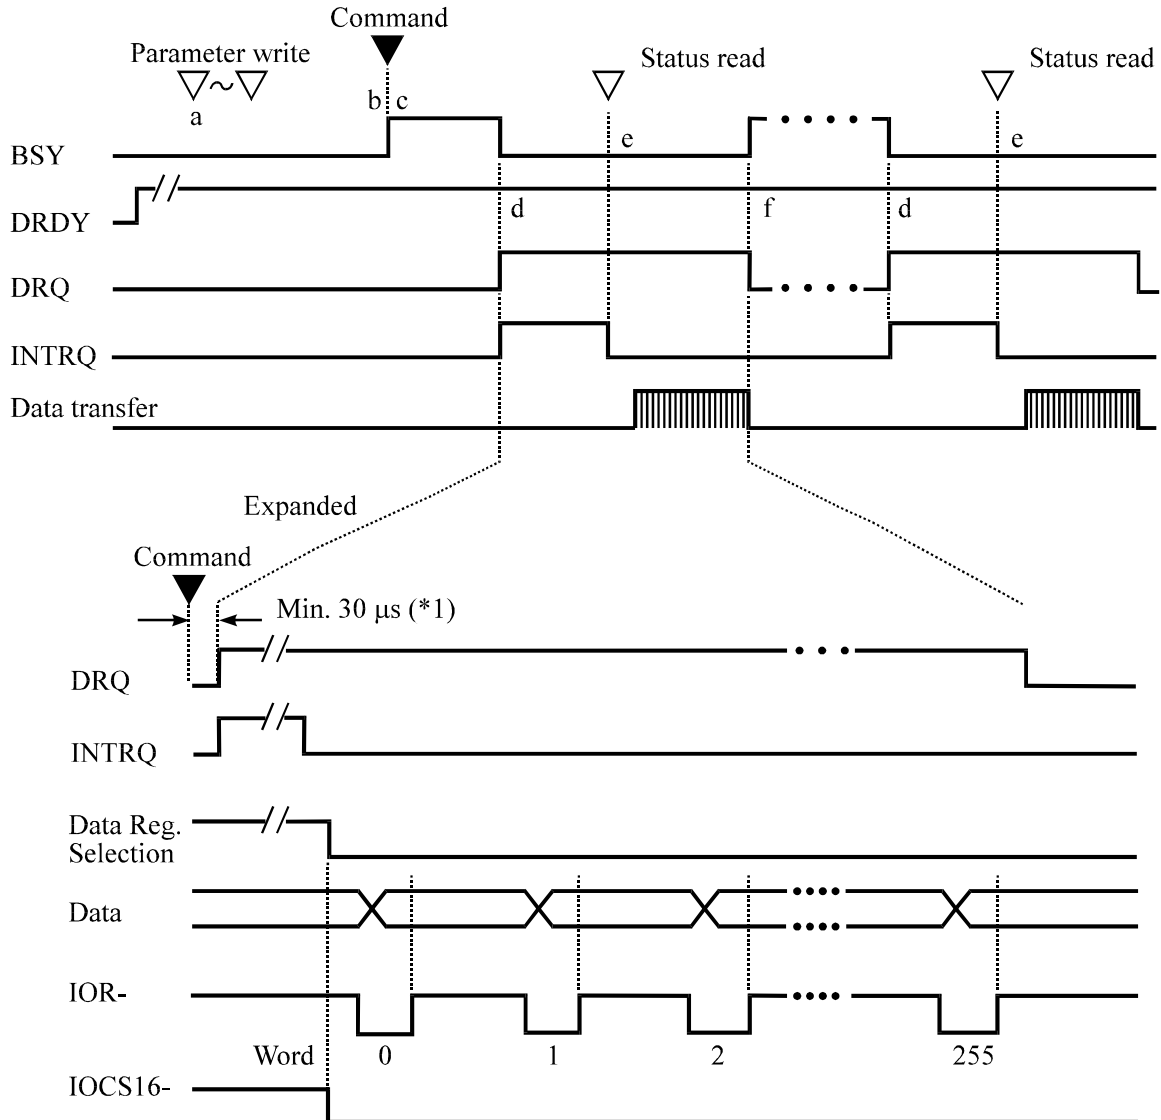 Command
Parameter write
Status read
Status read
a
b
c
e
e
BSY
DRDY
d
f
d
DRQ
INTRQ
Data transfer
Expanded
Command
Min. 30 μs (*1)
DRQ
INTRQ
Data Reg.
Selection
Data
IOR-
Word 0 1 2 255
IOCS16-